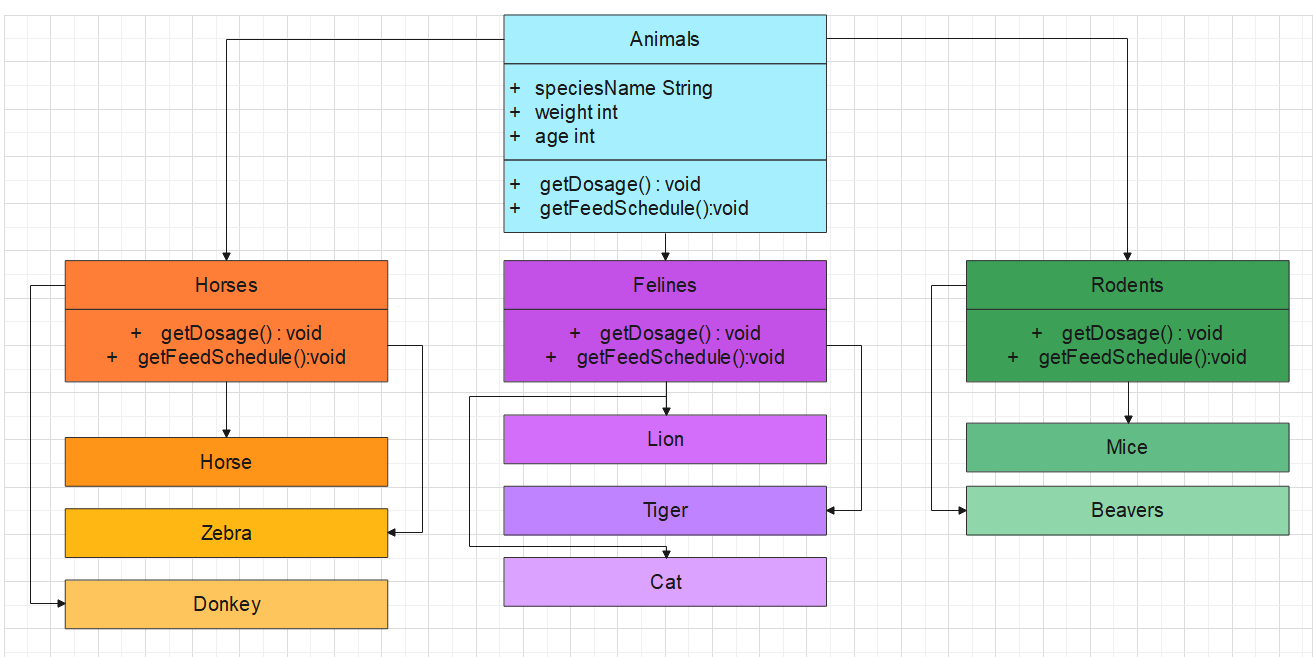 Animals
+ speciesName String
+ weight int
+ age int
+ getDosage() : void
+ getFeedSchedule():void
Horses
+ getDosage() : void
+ getFeedSchedule():void
Horse
Zebra
Donkey
Felines
+ getDosage() : void
+ getFeedSchedule():void
Lion
Tiger
Cat
Rodents
+ getDosage() : void
+ getFeedSchedule():void
Mice
Beavers